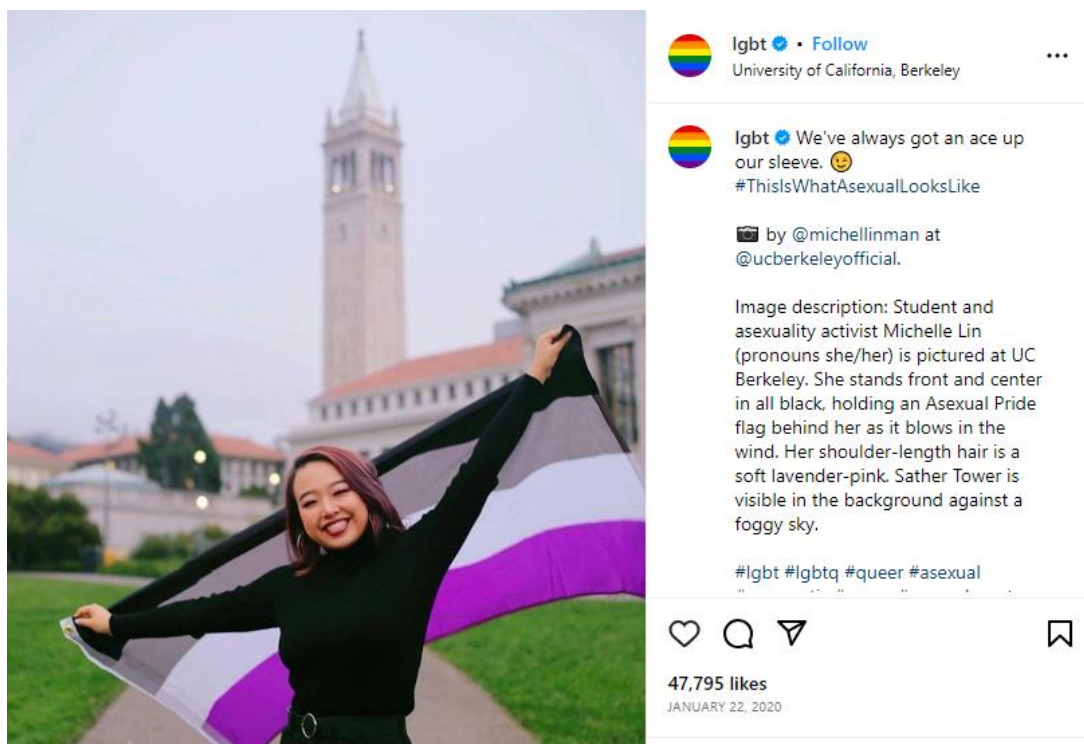 lgbt • Follow
University of California, Berkeley
lgbt We've always got an ace up
our sleeve. 😉
#ThisIsWhatAsexualLooksLike
📷 by @michellinman at
@ucberkeleyofficial.
Image description: Student and
asexuality activist Michelle Lin
(pronouns she/her) is pictured at UC
Berkeley. She stands front and center
in all black, holding an Asexual Pride
flag behind her as it blows in the
wind. Her shoulder-length hair is a
soft lavender-pink. Sather Tower is
visible in the background against a
foggy sky.
#lgbt #lgbtq #queer #asexual
47,795 likes
JANUARY 22, 2020